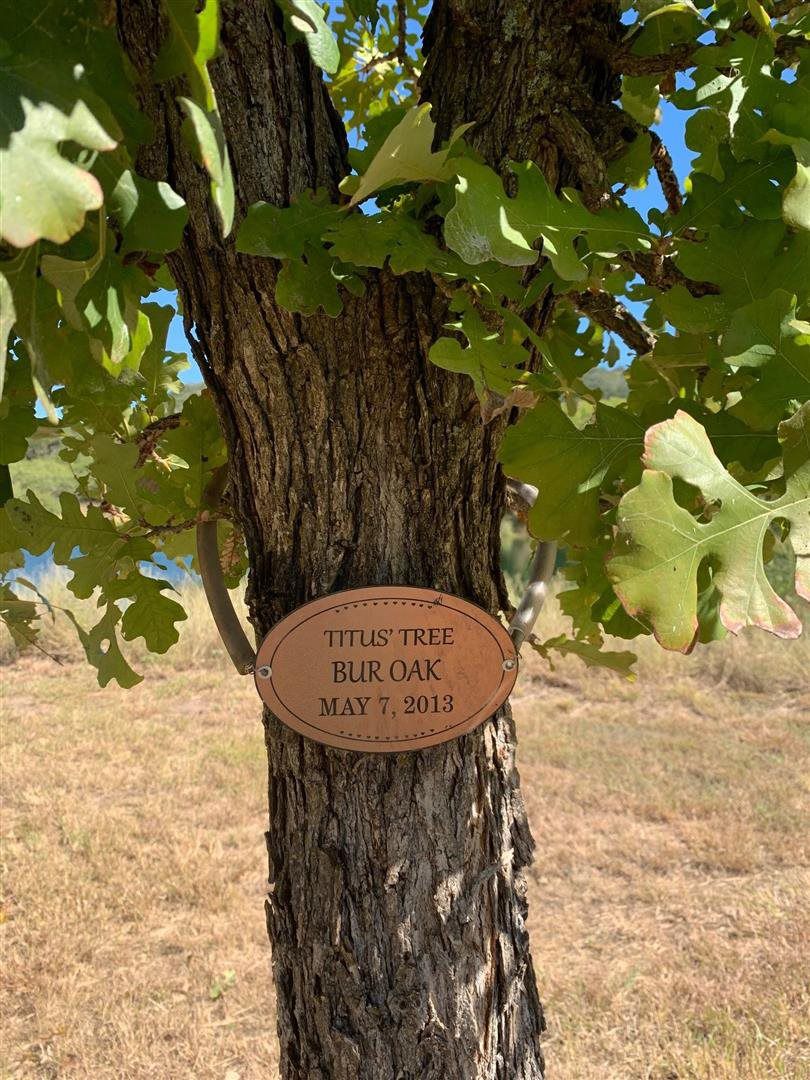 TITUS' TREE
BUR OAK
MAY 7, 2013